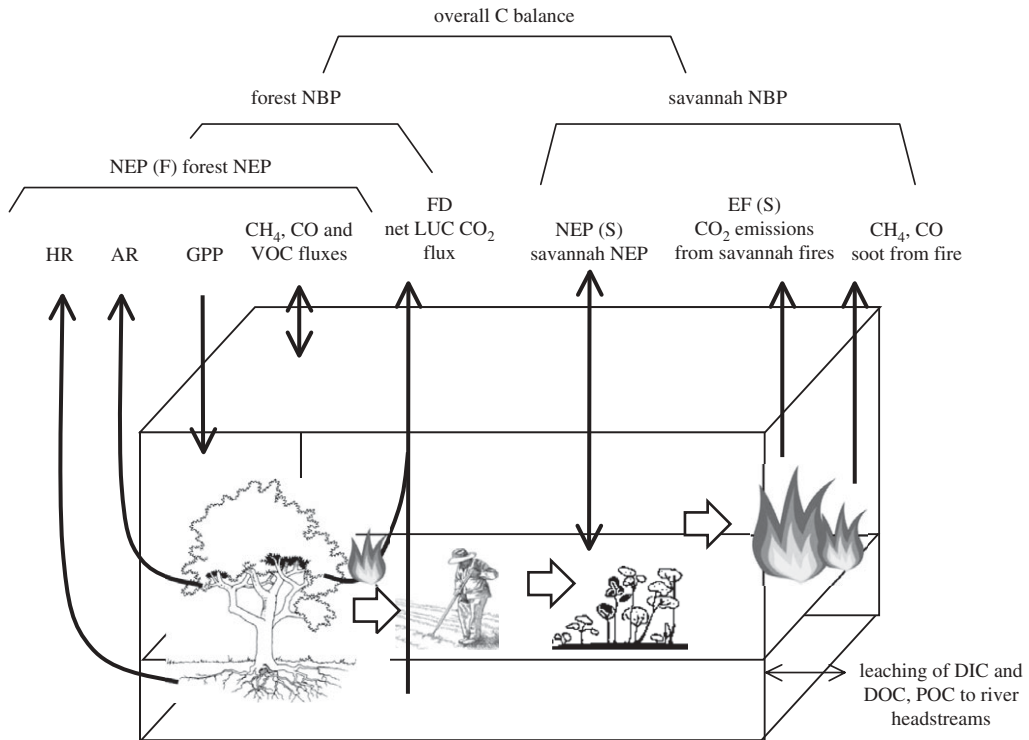 overall C balance
forest NBP
savannah NBP
NEP (F) forest NEP
HR
AR
GPP
CH₄, CO and
VOC fluxes
FD
net LUC CO₂
flux
NEP (S)
savannah NEP
EF (S)
CO₂ emissions
from savannah fires
CH₄, CO
soot from fire
leaching of DIC and
DOC, POC to river
headstreams